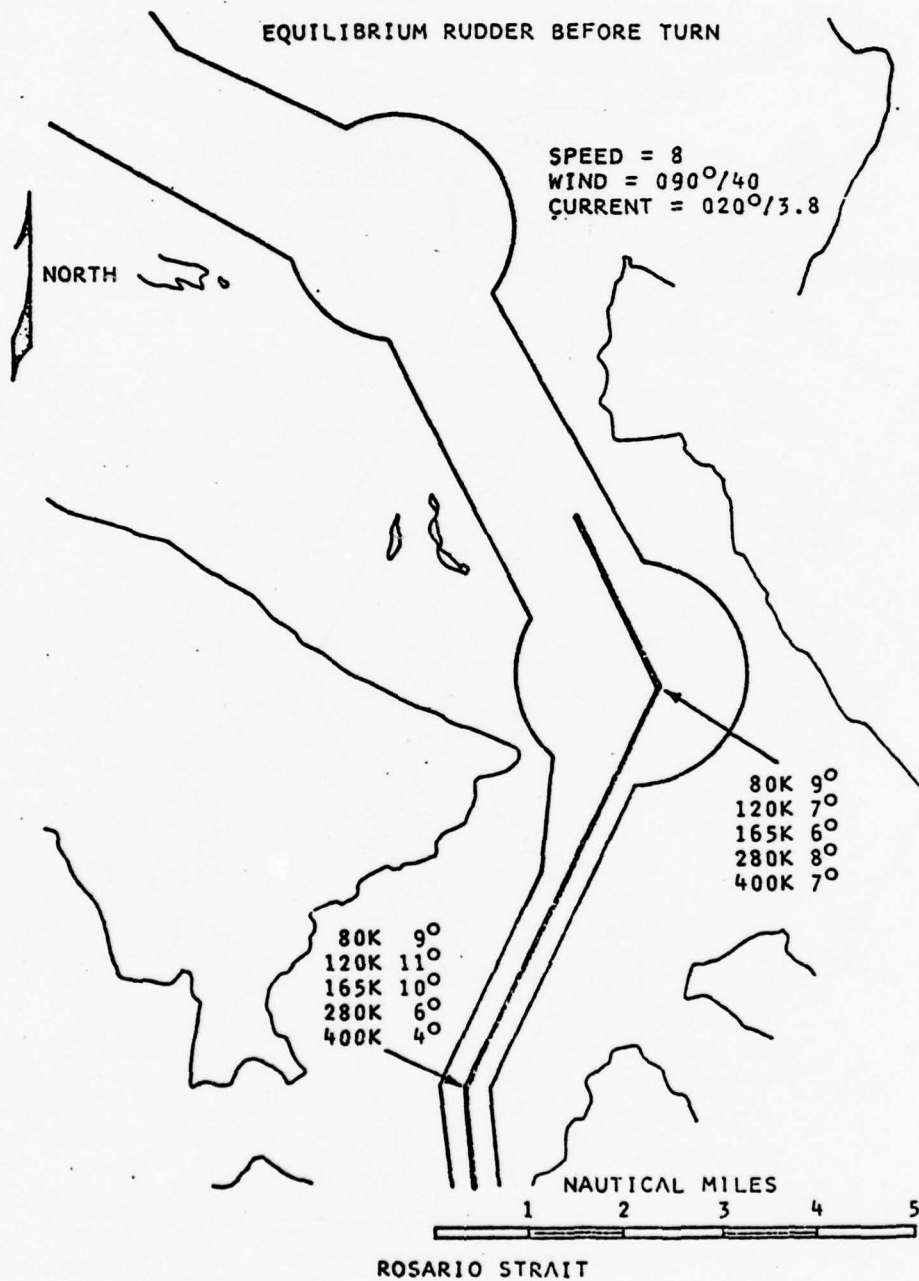 EQUILIBRIUM RUDDER BEFORE TURN
SPEED = 8
WIND = 090°/40
CURRENT = 020°/3.8
NORTH
80K 9°
120K 7°
165K 6°
280K 8°
400K 7°
80K 9°
120K 11°
165K 10°
280K 6°
400K 4°
NAUTICAL MILES
1 2 3 4 5
ROSARIO STRAIT